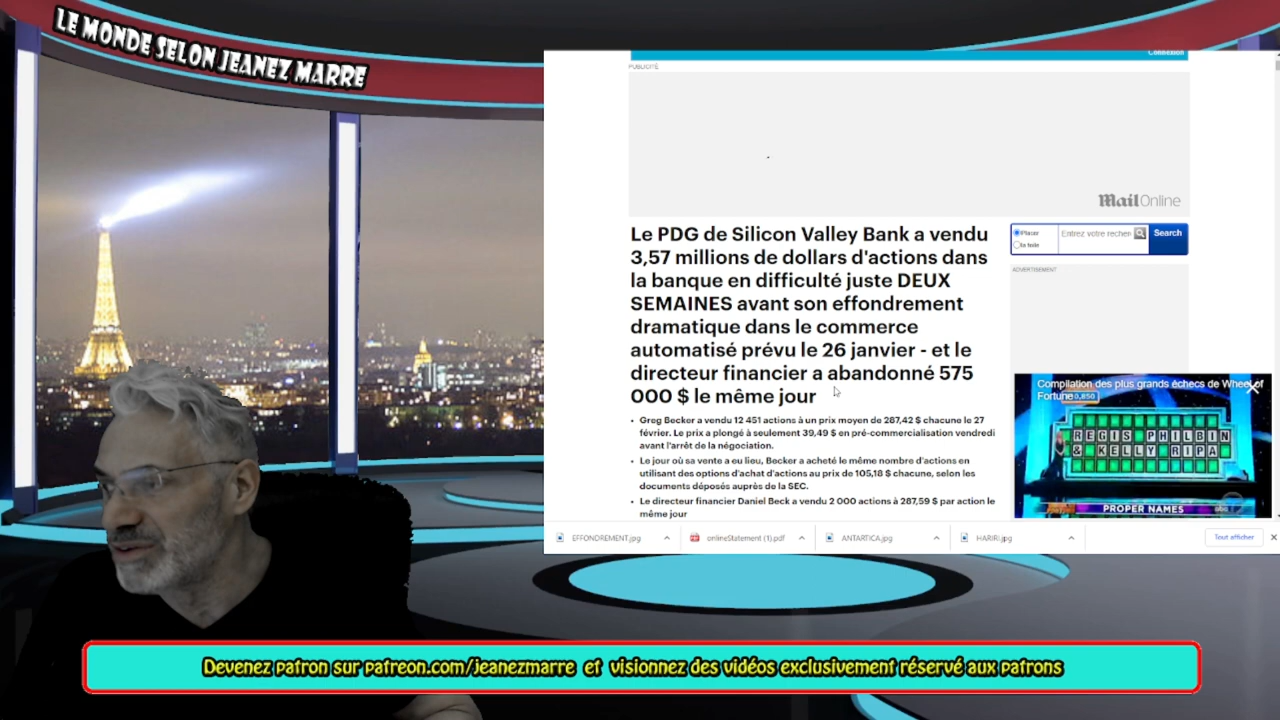 LE MONDE SELON JEANEZ MARRE
Connexion
PUBLICITÉ
Mail Online
Le PDG de Silicon Valley Bank a vendu
3,57 millions de dollars d'actions dans
la banque en difficulté juste DEUX
SEMAINES avant son effondrement
dramatique dans le commerce
automatisé prévu le 26 janvier - et le
directeur financier a abandonné 575
000 $ le même jour
Placer
la toile
Entrez votre recher
Search
ADVERTISEMENT
• Greg Becker a vendu 12 451 actions à un prix moyen de 287,42 $ chacune le 27
février. Le prix a plongé à seulement 39,49 $ en pré-commercialisation vendredi
avant l'arrêt de la négociation.
• Le jour où sa vente a eu lieu, Becker a acheté le même nombre d'actions en
utilisant des options d'achat d'actions au prix de 105,18 $ chacune, selon les
documents déposés auprès de la SEC.
• Le directeur financier Daniel Beck a vendu 2 000 actions à 287,59 $ par action le
même jour
Compilation des plus grands échecs de Wheel of
Fortune
REGIS PHILBIN
& KELLY RIPA
PROPER NAMES
abc
EFFONDREMENT.jpg
onlineStatement (1).pdf
ANTARTICA.jpg
HARIRI.jpg
Tout afficher
Devenez patron sur patreon.com/jeanezmarre et visionnez des vidéos exclusivement réservé aux patrons